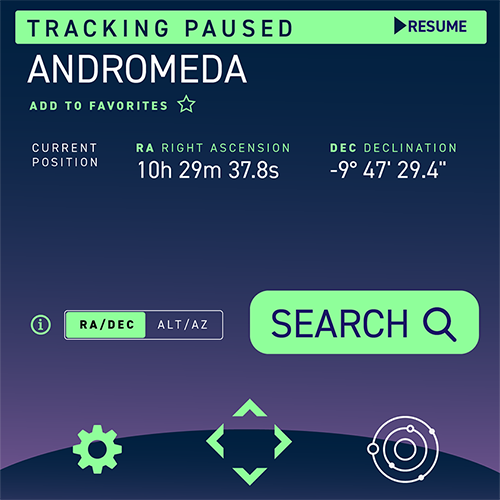 TRACKING PAUSED
RESUME
ANDROMEDA
ADD TO FAVORITES
CURRENT POSITION
RA RIGHT ASCENSION
10h 29m 37.8s
DEC DECLINATION
-9° 47' 29.4"
i
RA/DEC
ALT/AZ
SEARCH